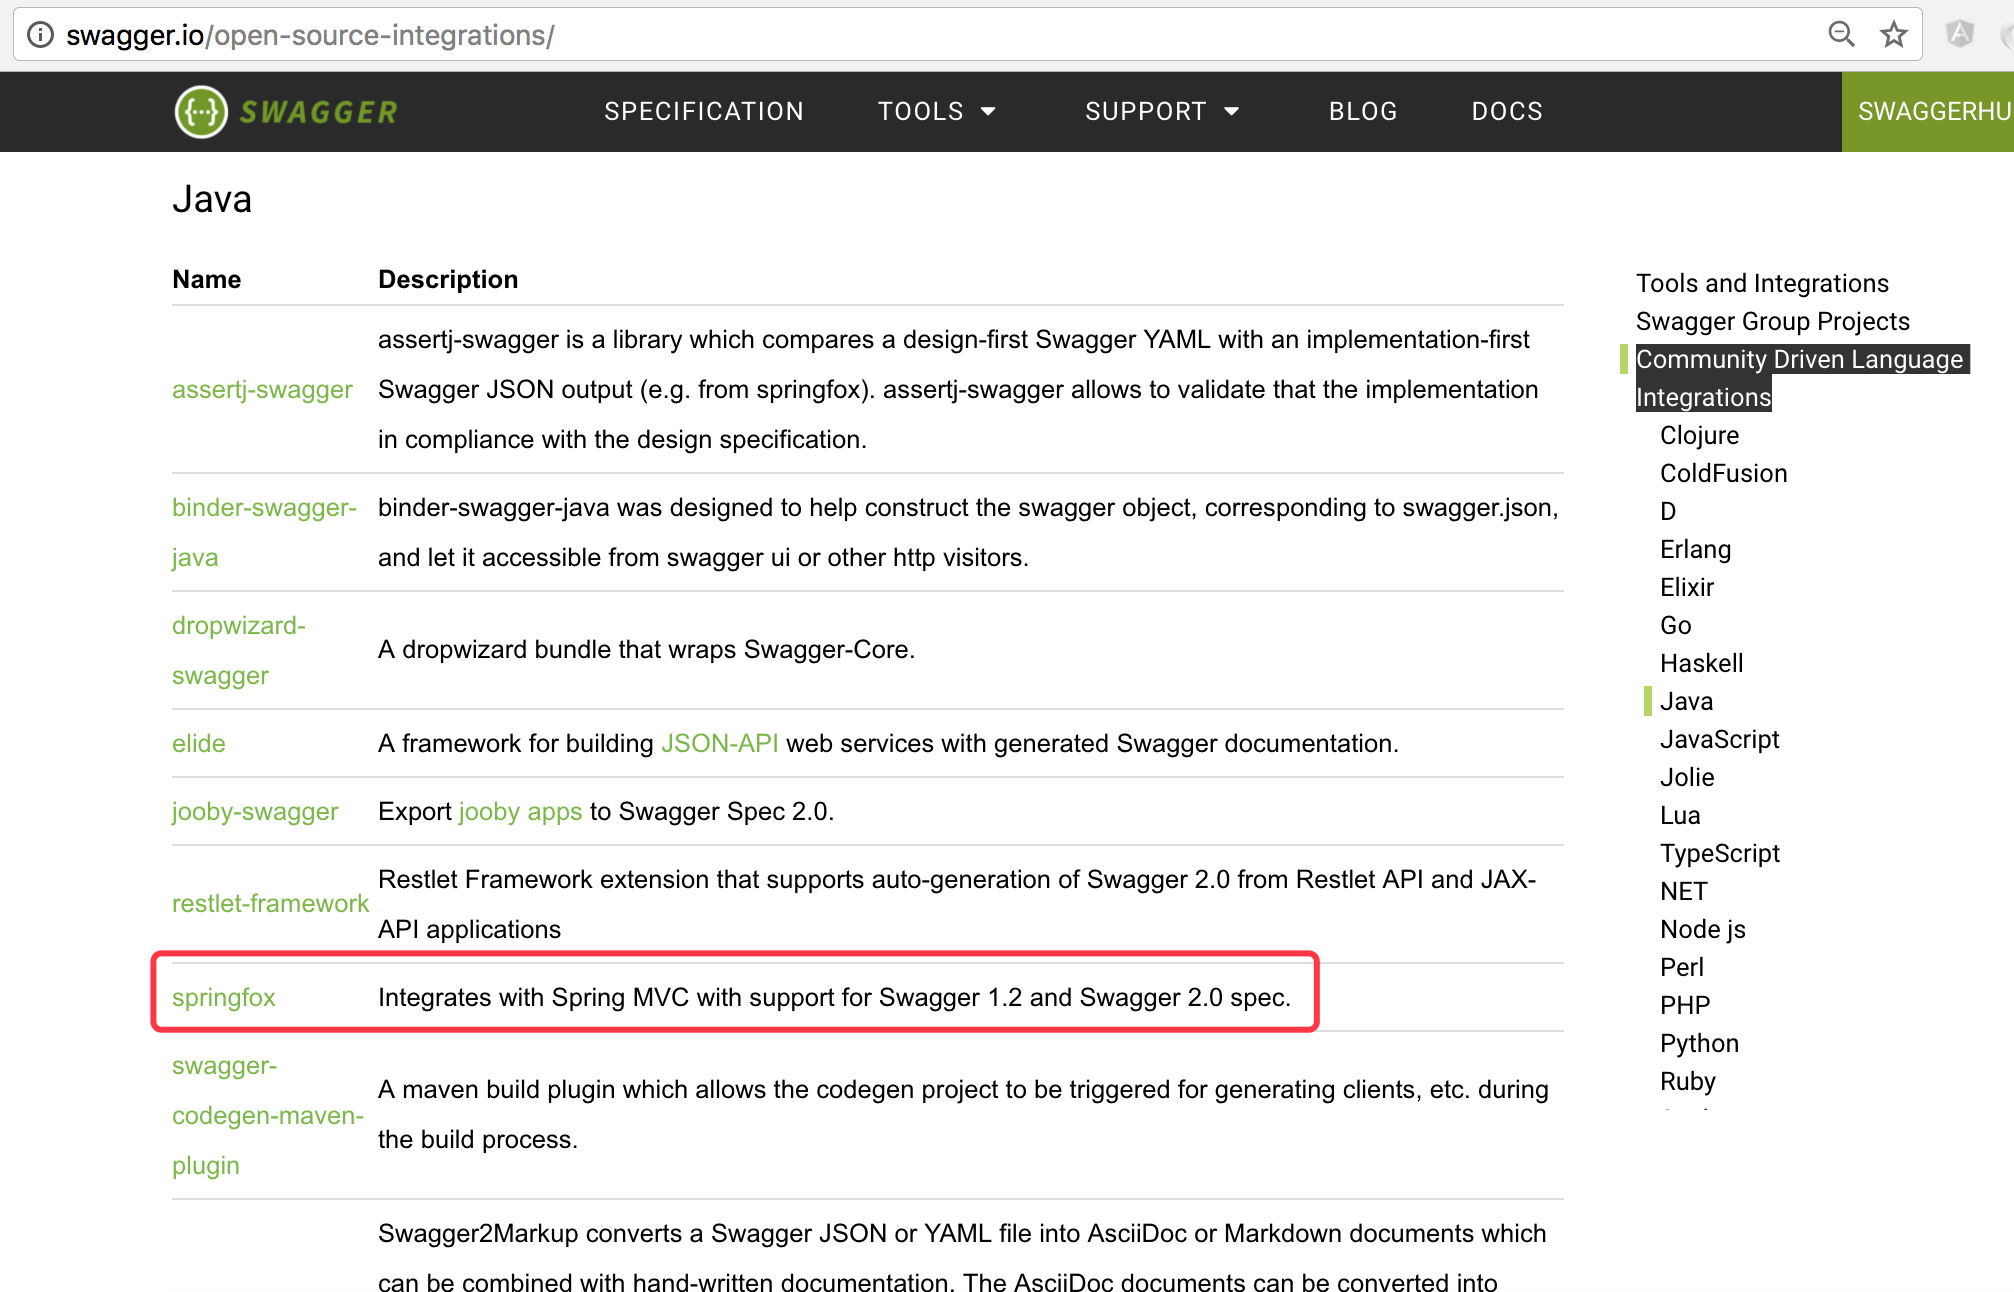 swagger.io/open-source-integrations/
SWAGGER
SPECIFICATION
TOOLS
SUPPORT
BLOG
DOCS
SWAGGERHU
Java
Name Description
assertj-swagger
assertj-swagger is a library which compares a design-first Swagger YAML with an implementation-first
Swagger JSON output (e.g. from springfox). assertj-swagger allows to validate that the implementation
in compliance with the design specification.
binder-swagger-
java
binder-swagger-java was designed to help construct the swagger object, corresponding to swagger.json,
and let it accessible from swagger ui or other http visitors.
dropwizard-
swagger
A dropwizard bundle that wraps Swagger-Core.
elide
A framework for building JSON-API web services with generated Swagger documentation.
jooby-swagger
Export jooby apps to Swagger Spec 2.0.
restlet-framework
Restlet Framework extension that supports auto-generation of Swagger 2.0 from Restlet API and JAX-
API applications
springfox
Integrates with Spring MVC with support for Swagger 1.2 and Swagger 2.0 spec.
swagger-
codegen-maven-
plugin
A maven build plugin which allows the codegen project to be triggered for generating clients, etc. during
the build process.
Swagger2Markup converts a Swagger JSON or YAML file into AsciiDoc or Markdown documents which
can be combined with hand-written documentation. The AsciiDoc documents can be converted into
Tools and Integrations
Swagger Group Projects
Community Driven Language
Integrations
Clojure
ColdFusion
D
Erlang
Elixir
Go
Haskell
Java
JavaScript
Jolie
Lua
TypeScript
NET
Node js
Perl
PHP
Python
Ruby